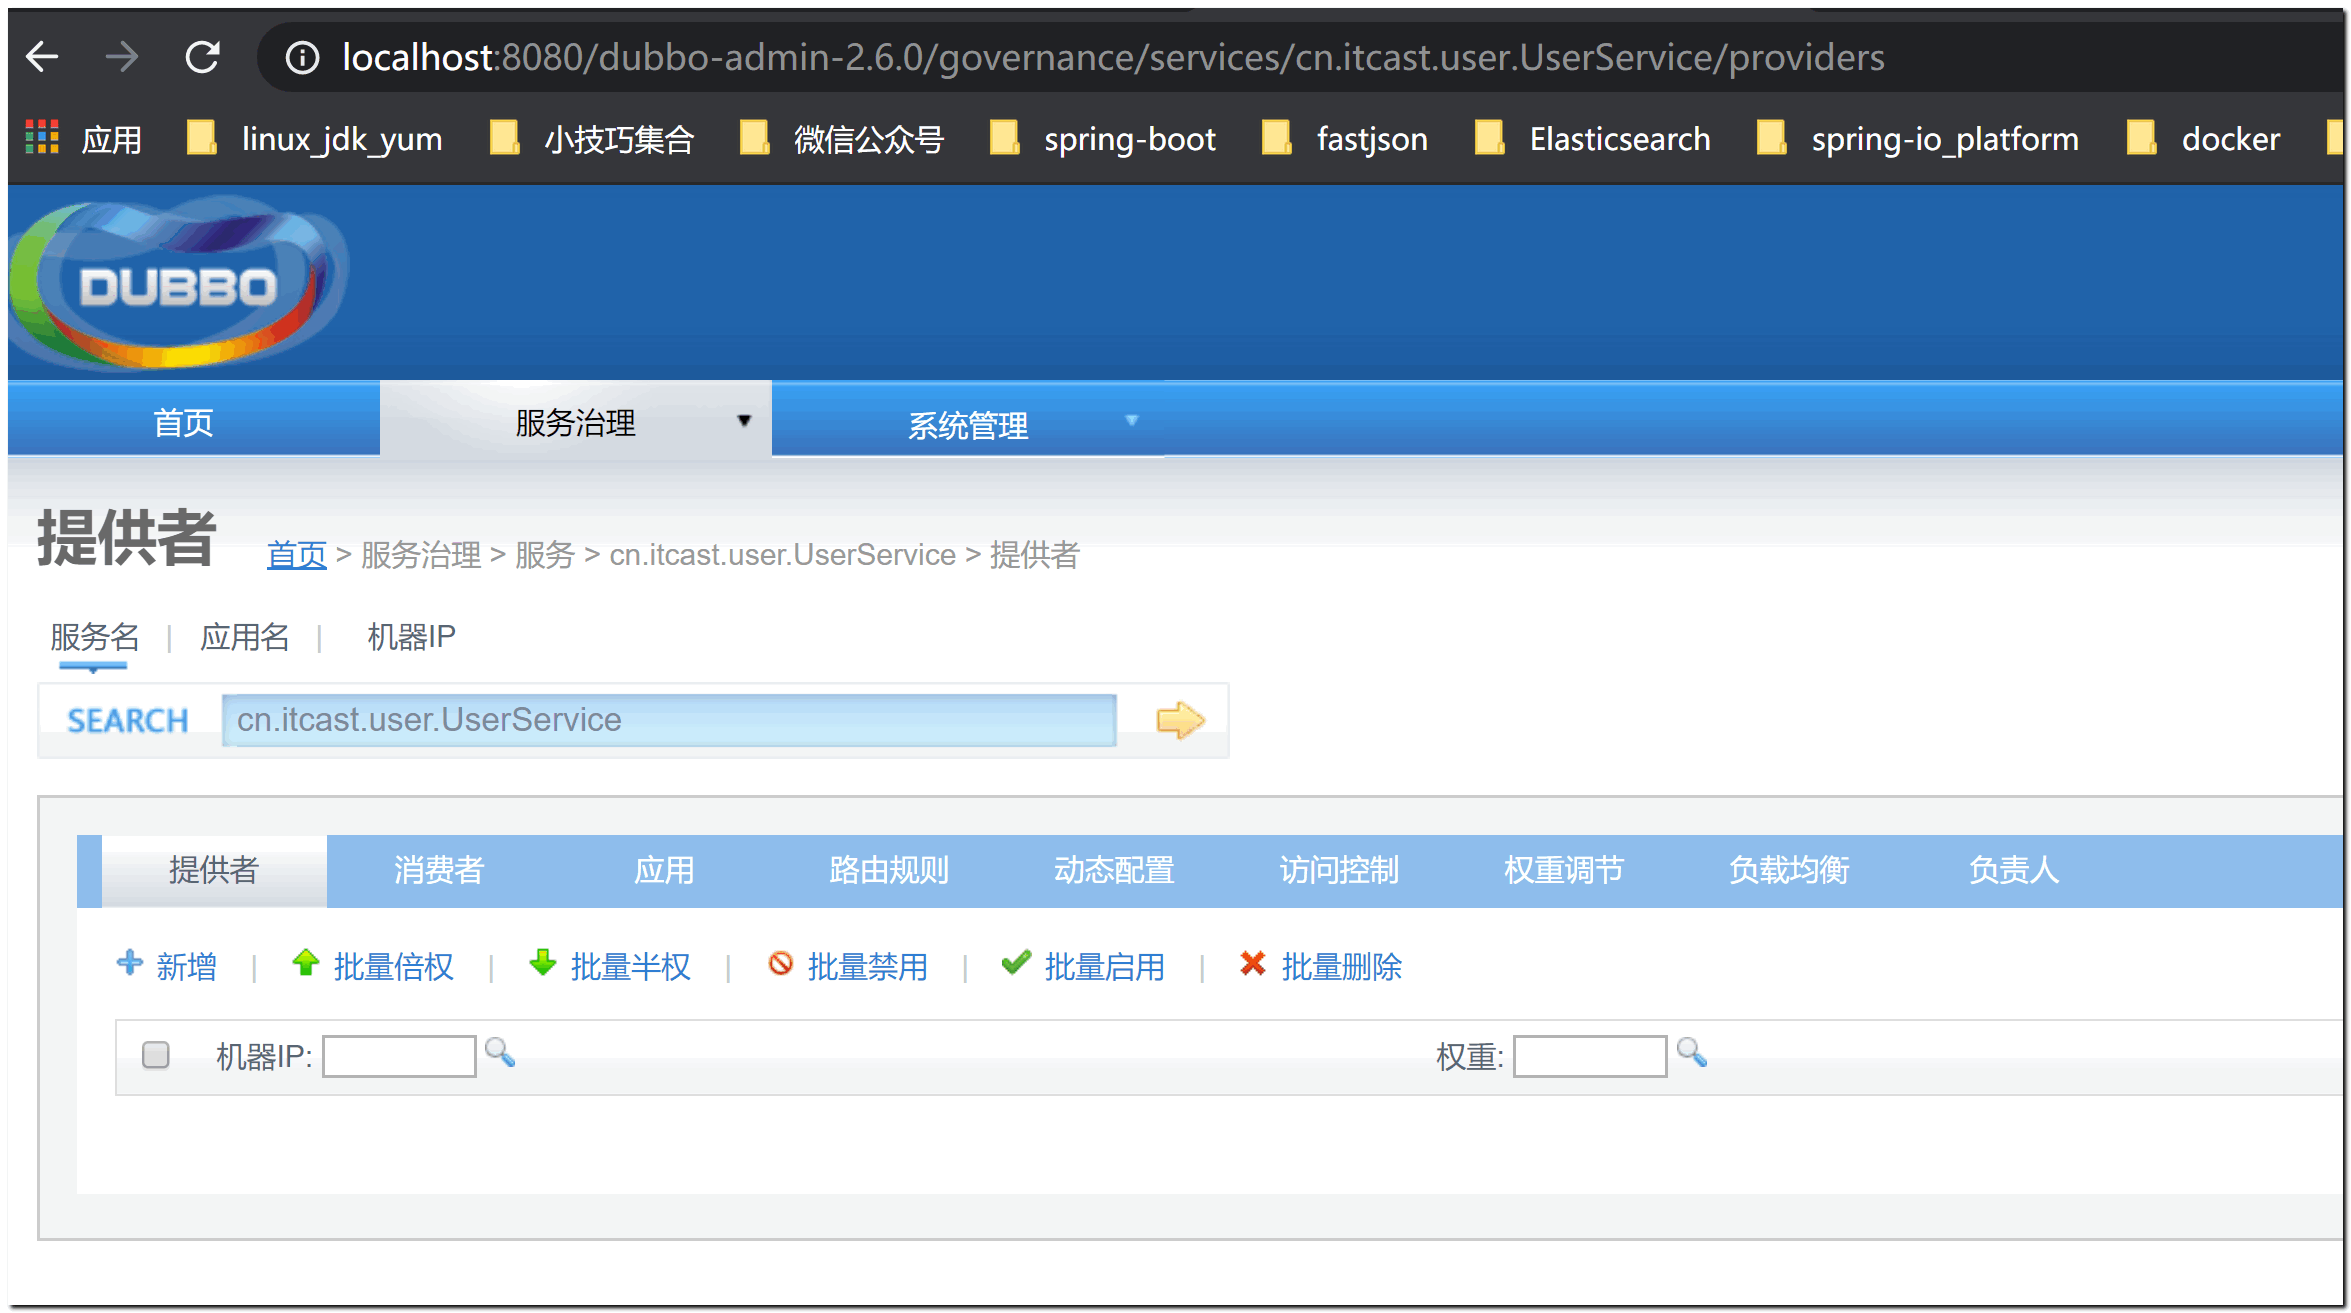 localhost:8080/dubbo-admin-2.6.0/governance/services/cn.itcast.user.UserService/providers
应用 linux_jdk_yum 小技巧集合 微信公众号 spring-boot fastjson Elasticsearch spring-io_platform docker
DUBBO
首页 服务治理 系统管理
提供者 首页 > 服务治理 > 服务 > cn.itcast.user.UserService > 提供者
服务名 | 应用名 | 机器IP
SEARCH cn.itcast.user.UserService
提供者 消费者 应用 路由规则 动态配置 访问控制 权重调节 负载均衡 负责人
新增 | 批量倍权 | 批量半权 | 批量禁用 | 批量启用 | 批量删除
机器IP: 权重: